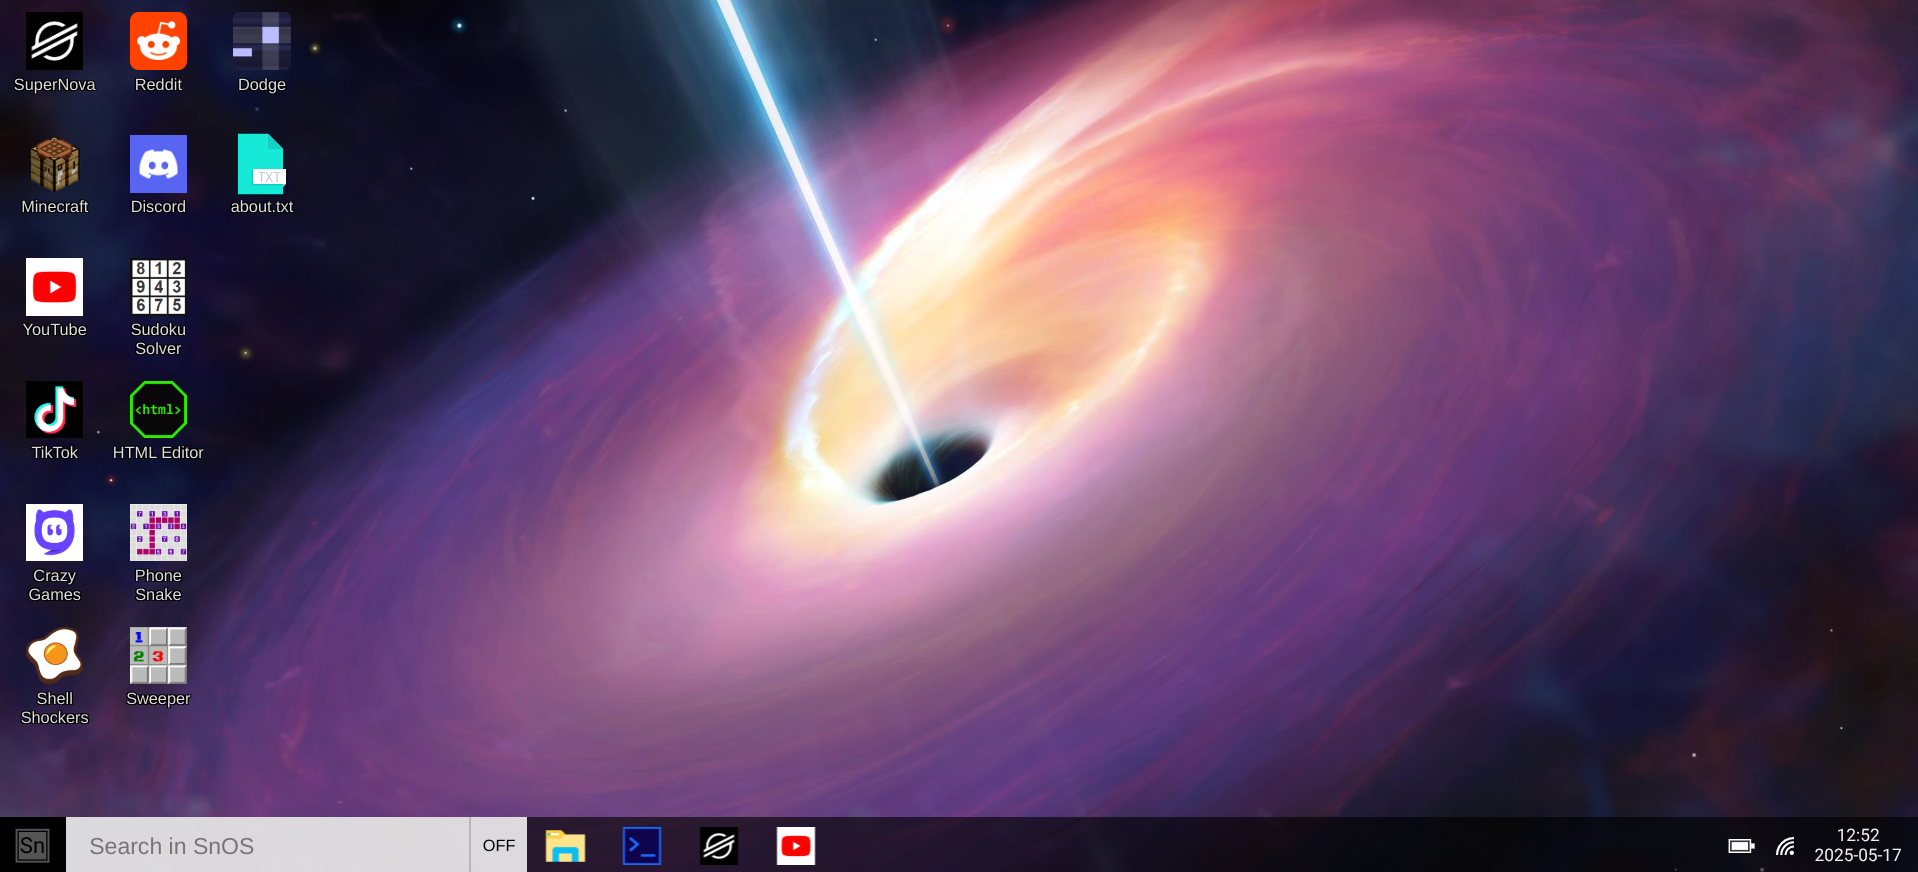 SuperNova
Reddit
Dodge
Minecraft
Discord
TXT
about.txt
YouTube
8 1 2
9 4 3
6 7 5
Sudoku
Solver
TikTok
<html>
HTML Editor
Crazy
Games
Phone
Snake
1
2 3
Shell
Shockers
Sweeper
Sn
Search in SnOS
OFF
>_
12:52
2025-05-17